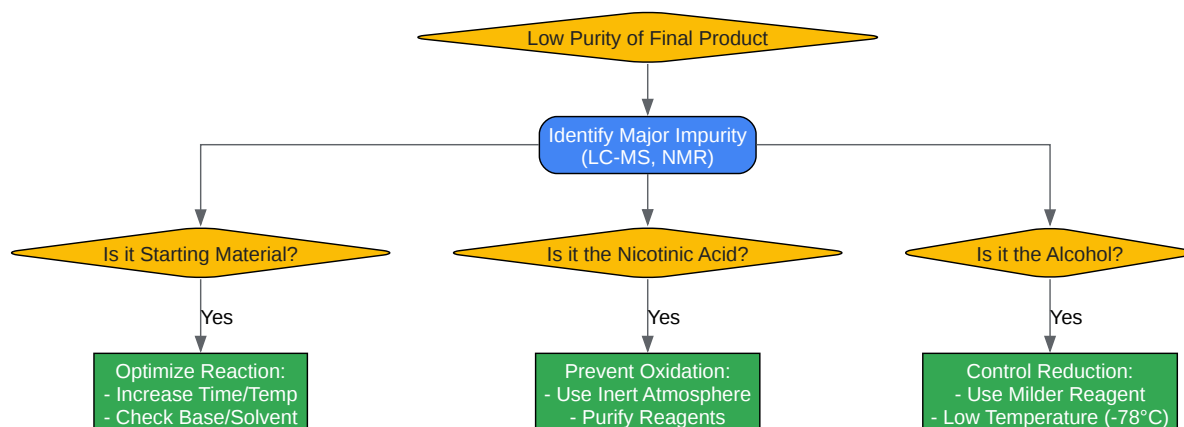 Low Purity of Final Product
Identify Major Impurity
(LC-MS, NMR)
Is it Starting Material?
Is it the Nicotinic Acid?
Is it the Alcohol?
Yes
Yes
Yes
Optimize Reaction:
- Increase Time/Temp
- Check Base/Solvent
Prevent Oxidation:
- Use Inert Atmosphere
- Purify Reagents
Control Reduction:
- Use Milder Reagent
- Low Temperature (-78°C)